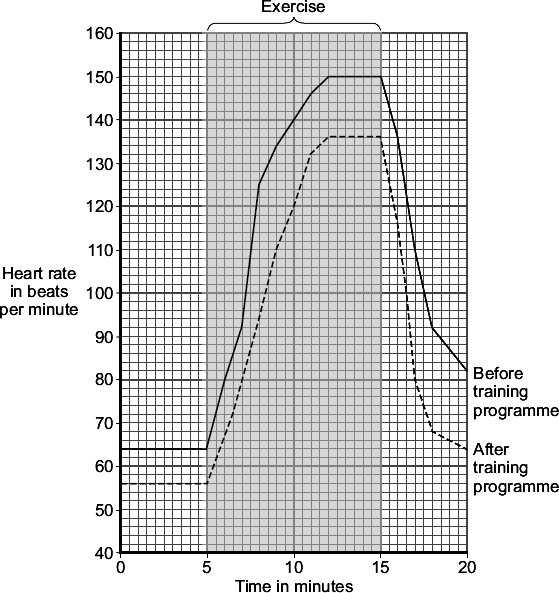 Exercise
160
150
140
130
120
110
100
90
80
70
60
50
40
Heart rate
in beats
per minute
Before
training
programme
After
training
programme
0 5 10 15 20
Time in minutes